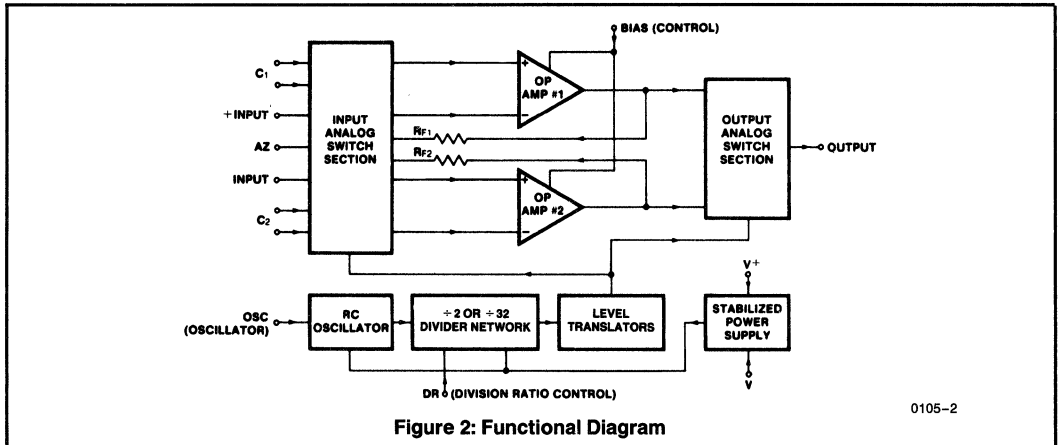 BIAS (CONTROL)
C1
+ INPUT
AZ
INPUT
C2
INPUT
ANALOG
SWITCH
SECTION
RF1
RF2
+
OP
AMP #1
−
+
OP
AMP #2
−
OUTPUT
ANALOG
SWITCH
SECTION
OUTPUT
OSC
(OSCILLATOR)
RC
OSCILLATOR
÷2 OR ÷32
DIVIDER NETWORK
LEVEL
TRANSLATORS
V+
STABILIZED
POWER
SUPPLY
V
DR (DIVISION RATIO CONTROL)
0105–2
Figure 2: Functional Diagram